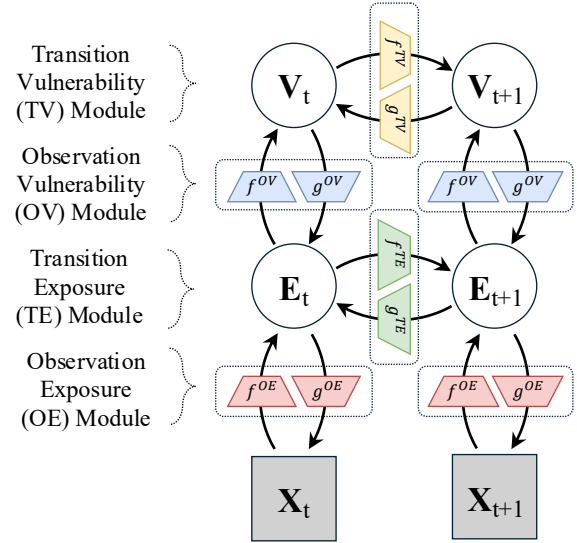 Transition
Vulnerability
(TV) Module
Observation
Vulnerability
(OV) Module
Transition
Exposure
(TE) Module
Observation
Exposure
(OE) Module
V_t
f^TV
g^TV
V_t+1
f^OV
g^OV
f^OV
g^OV
E_t
f^TE
g^TE
E_t+1
f^OE
g^OE
f^OE
g^OE
X_t
X_t+1